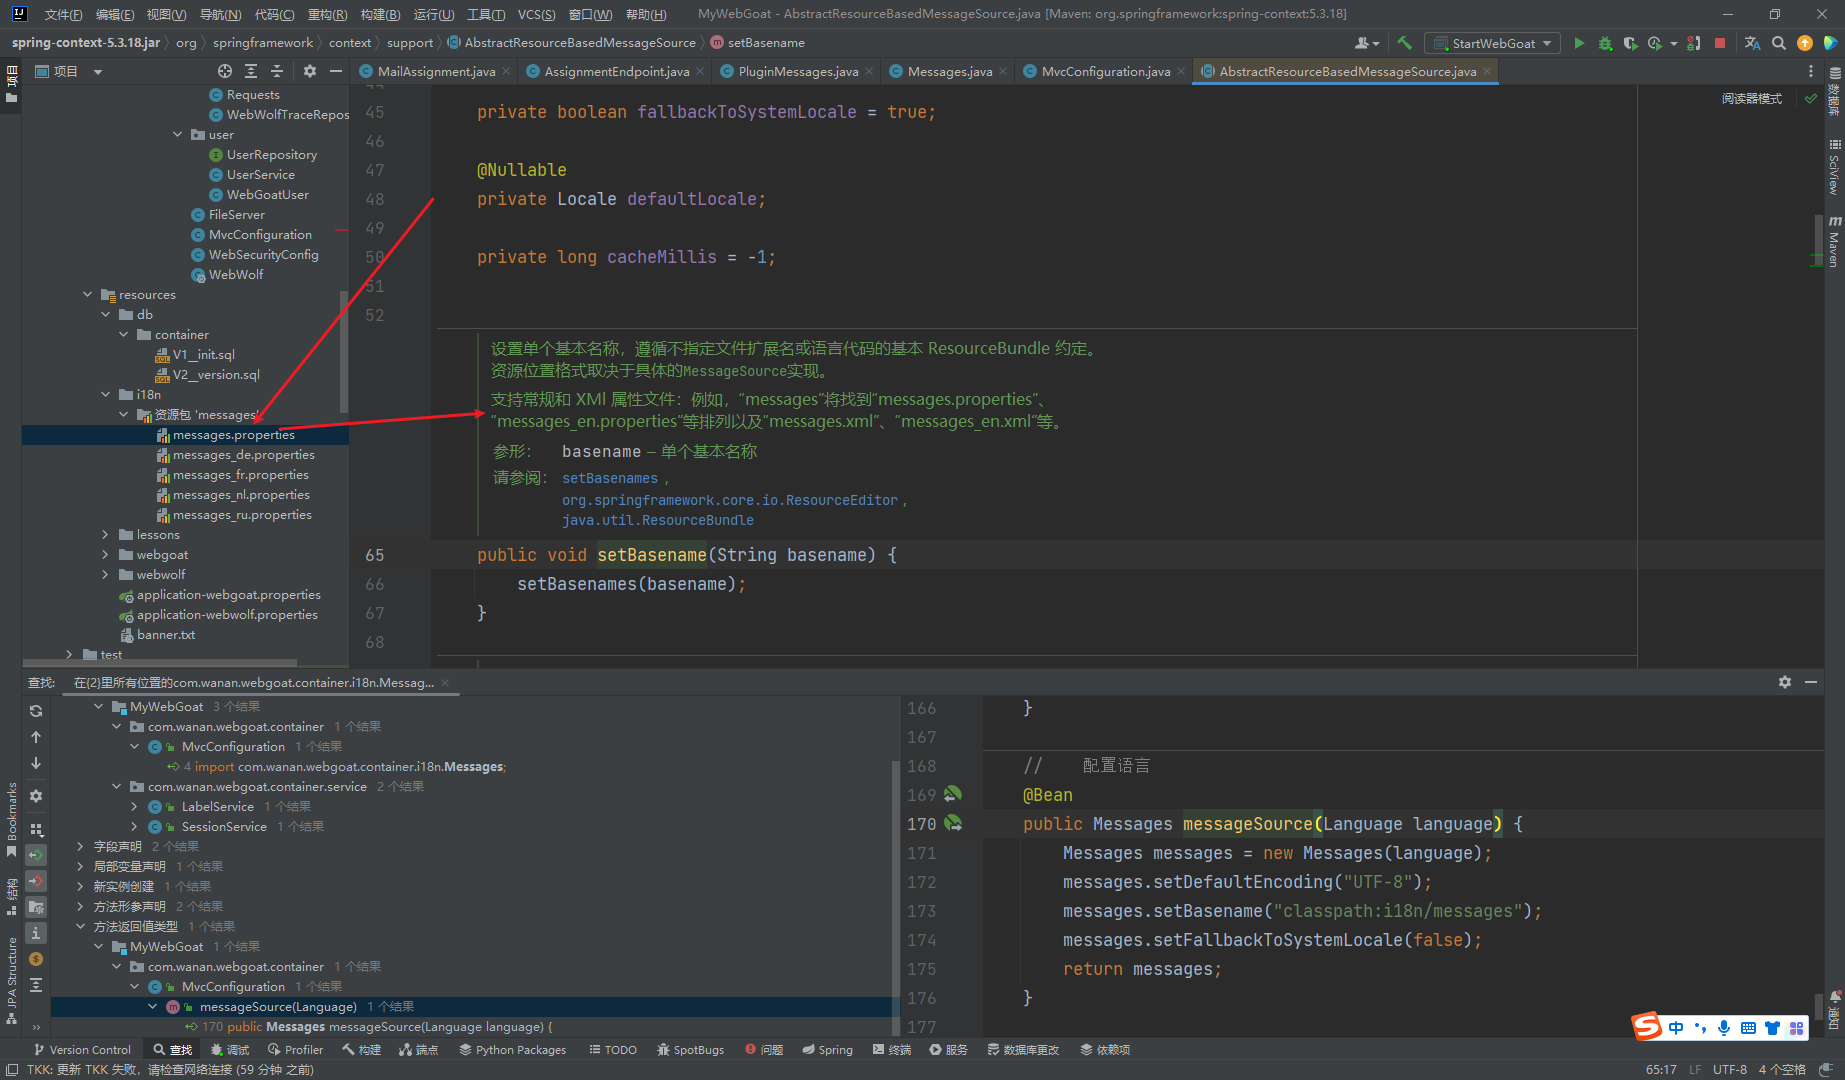 文件(F) 编辑(E) 视图(V) 导航(N) 代码(C) 重构(R) 构建(B) 运行(U) 工具(T) VCS(S) 窗口(W) 帮助(H) MyWebGoat - AbstractResourceBasedMessageSource.java [Maven: org.springframework:spring-context:5.3.18]
spring-context-5.3.18.jar org springframework context support AbstractResourceBasedMessageSource setBasename StartWebGoat
项目
项目
MailAssignment.java AssignmentEndpoint.java PluginMessages.java Messages.java MvcConfiguration.java AbstractResourceBasedMessageSource.java
Requests
WebWolfTraceRepos
user
UserRepository
UserService
WebGoatUser
FileServer
MvcConfiguration
WebSecurityConfig
WebWolf
resources
db
container
V1__init.sql
V2__version.sql
i18n
资源包 'messages'
messages.properties
messages_de.properties
messages_fr.properties
messages_nl.properties
messages_ru.properties
lessons
webgoat
webwolf
application-webgoat.properties
application-webwolf.properties
banner.txt
test
阅读器模式
44
45 private boolean fallbackToSystemLocale = true;
46
47 @Nullable
48 private Locale defaultLocale;
49
50 private long cacheMillis = -1;
51
52
设置单个基本名称，遵循不指定文件扩展名或语言代码的基本 ResourceBundle 约定。
资源位置格式取决于具体的MessageSource实现。
支持常规和 XMl 属性文件：例如，“messages”将找到“messages.properties”、
“messages_en.properties”等排列以及“messages.xml”、“messages_en.xml”等。
参形： basename – 单个基本名称
请参阅： setBasenames ,
org.springframework.core.io.ResourceEditor ,
java.util.ResourceBundle
65 public void setBasename(String basename) {
66 setBasenames(basename);
67 }
68
数据库
SciView
Maven
通知
查找: 在{2}里所有位置的com.wanan.webgoat.container.i18n.Messag...
MyWebGoat 3 个结果
com.wanan.webgoat.container 1 个结果
MvcConfiguration 1 个结果
4 import com.wanan.webgoat.container.i18n.Messages;
com.wanan.webgoat.container.service 2 个结果
LabelService 1 个结果
SessionService 1 个结果
字段声明 2 个结果
局部变量声明 1 个结果
新实例创建 1 个结果
方法形参声明 2 个结果
方法返回值类型 1 个结果
MyWebGoat 1 个结果
com.wanan.webgoat.container 1 个结果
MvcConfiguration 1 个结果
messageSource(Language) 1 个结果
170 public Messages messageSource(Language language) {
166 }
167
168 // 配置语言
169 @Bean
170 public Messages messageSource(Language language) {
171 Messages messages = new Messages(language);
172 messages.setDefaultEncoding("UTF-8");
173 messages.setBasename("classpath:i18n/messages");
174 messages.setFallbackToSystemLocale(false);
175 return messages;
176 }
177
Bookmarks
结构
JPA Structure
中
Version Control 查找 调试 Profiler 构建 端点 Python Packages TODO SpotBugs 问题 Spring 终端 服务 数据库更改 依赖项
TKK: 更新 TKK 失败，请检查网络连接 (59 分钟 之前) 65:17 LF UTF-8 4 个空格